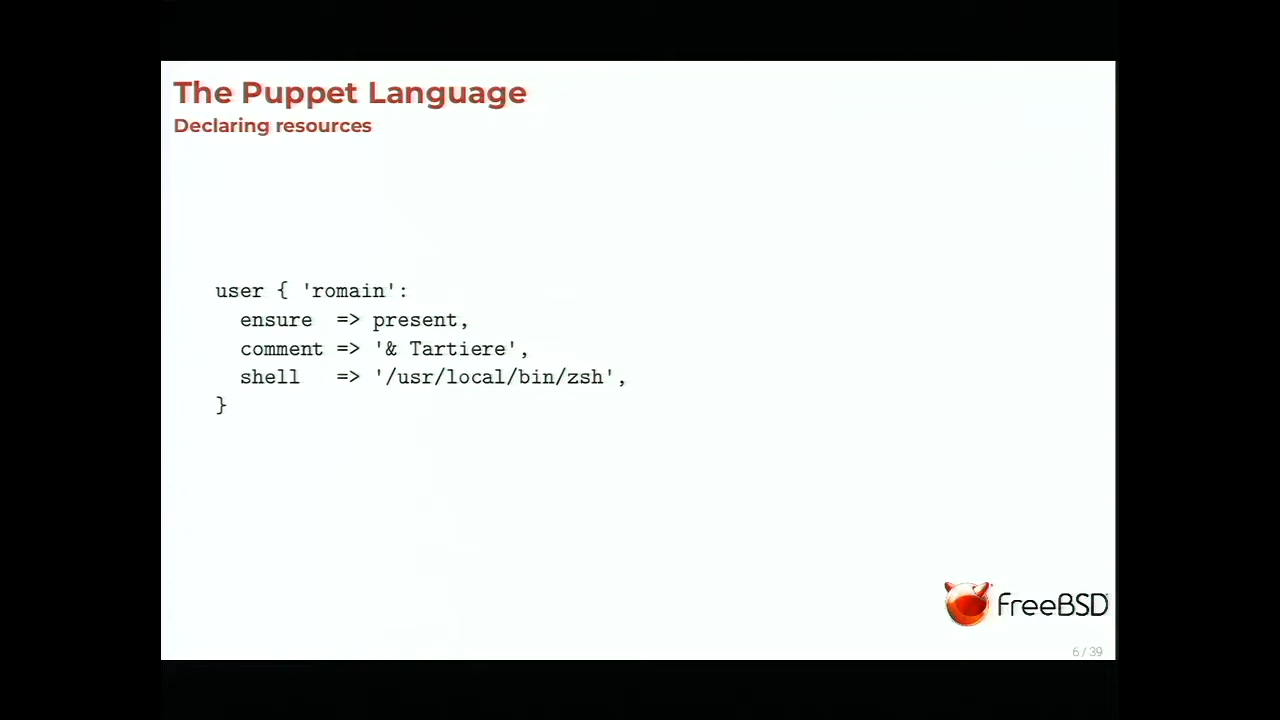 The Puppet Language
Declaring resources
user { 'romain':
  ensure  => present,
  comment => '& Tartiere',
  shell   => '/usr/local/bin/zsh',
}
FreeBSD
6 / 39